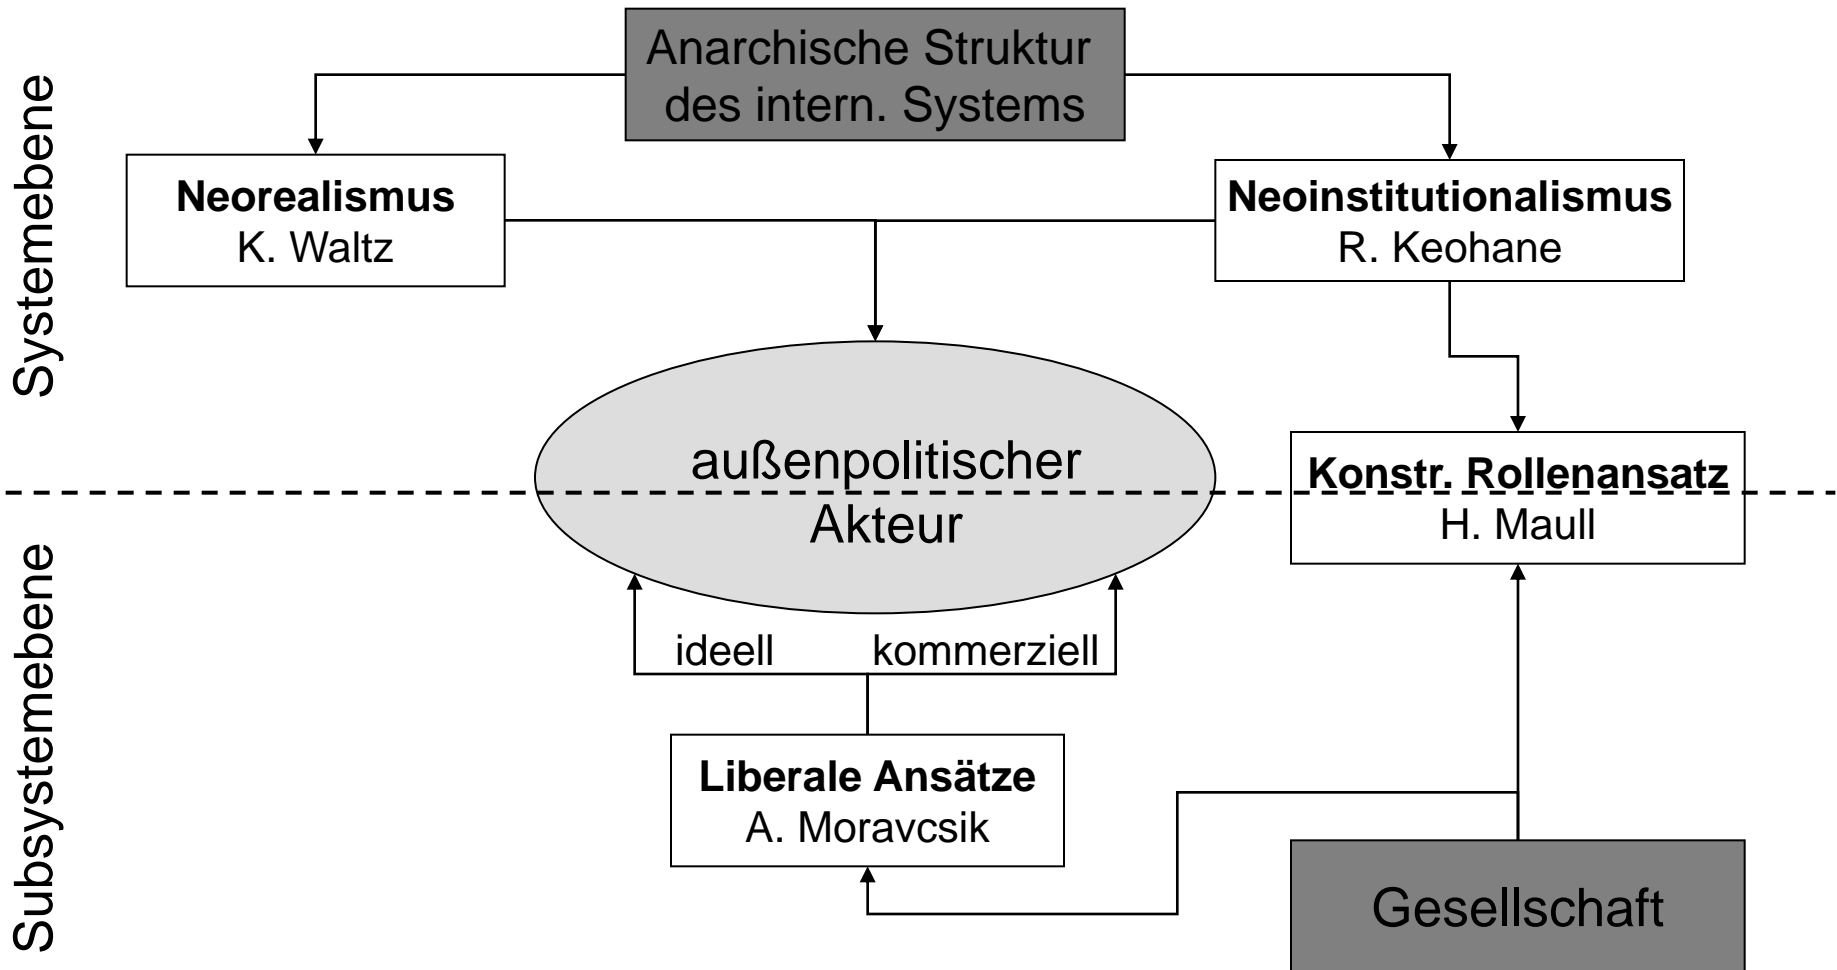 Systemebene
Anarchische Struktur
des intern. Systems
Neorealismus
K. Waltz
Neoinstitutionalismus
R. Keohane
außenpolitischer
Akteur
Konstr. Rollenansatz
H. Maull
Subsystemebene
ideell
kommerziell
Liberale Ansätze
A. Moravcsik
Gesellschaft